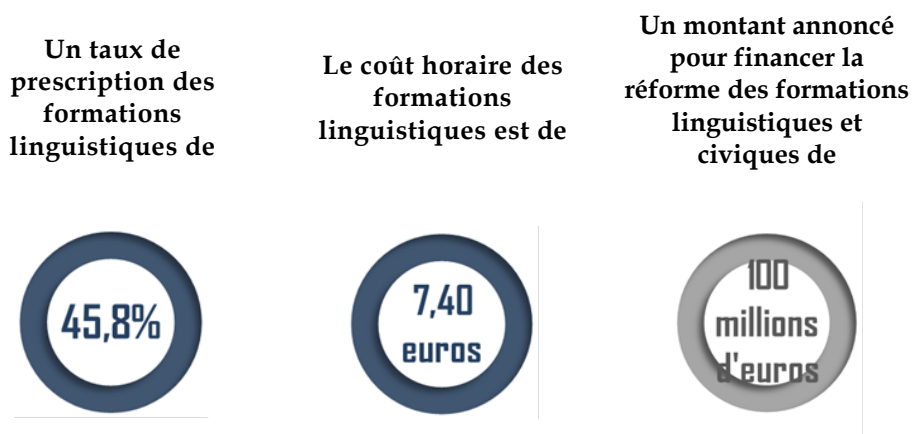 Un taux de
prescription des
formations
linguistiques de
45,8%
Le coût horaire des
formations
linguistiques est de
7,40
euros
Un montant annoncé
pour financer la
réforme des formations
linguistiques et
civiques de
100
millions
d'euros